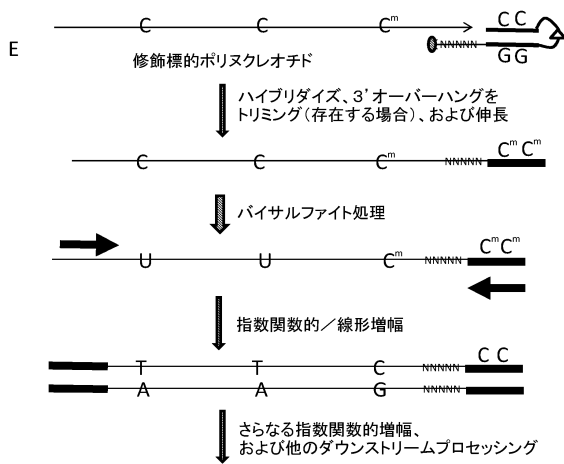 C C Cᵐ C C
E
NNNNN
G G
修飾標的ポリヌクレオチド
ハイブリダイズ、3'オーバーハングを
トリミング(存在する場合)、および伸長
C C Cᵐ NNNNN Cᵐ Cᵐ
バイサルファイト処理
U U Cᵐ NNNNN Cᵐ Cᵐ
指数関数的/線形増幅
T T C NNNNN C C
A A G NNNNN
さらなる指数関数的増幅、
および他のダウンストリームプロセッシング